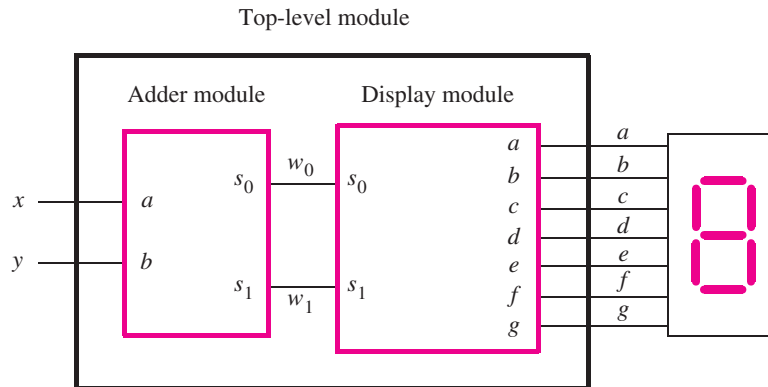 Top-level module
Adder module
Display module
x
y
a
b
s0
s1
w0
w1
s0
s1
a
b
c
d
e
f
g
a
b
c
d
e
f
g